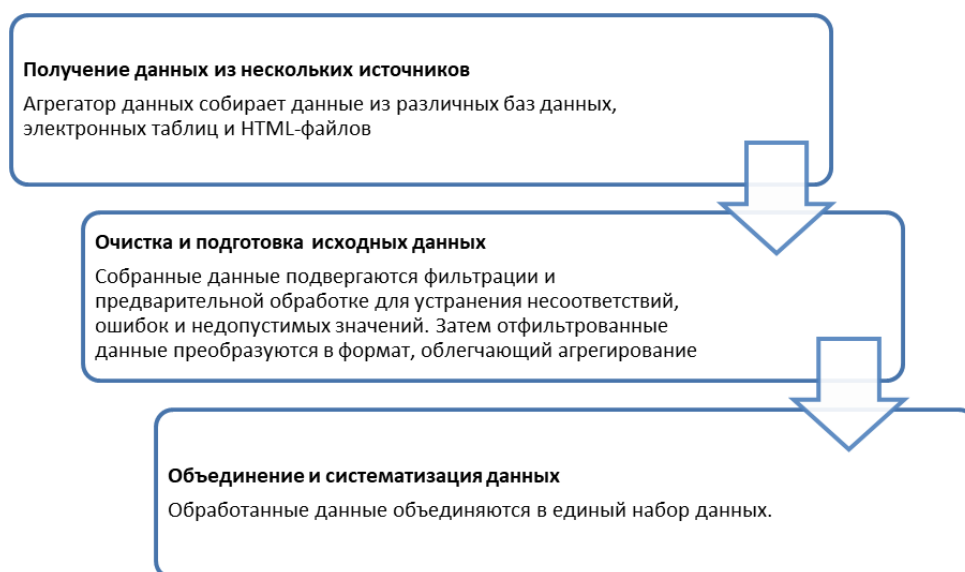 Получение данных из нескольких источников
Агрегатор данных собирает данные из различных баз данных,
электронных таблиц и HTML-файлов
Очистка и подготовка исходных данных
Собранные данные подвергаются фильтрации и
предварительной обработке для устранения несоответствий,
ошибок и недопустимых значений. Затем отфильтрованные
данные преобразуются в формат, облегчающий агрегирование
Объединение и систематизация данных
Обработанные данные объединяются в единый набор данных.